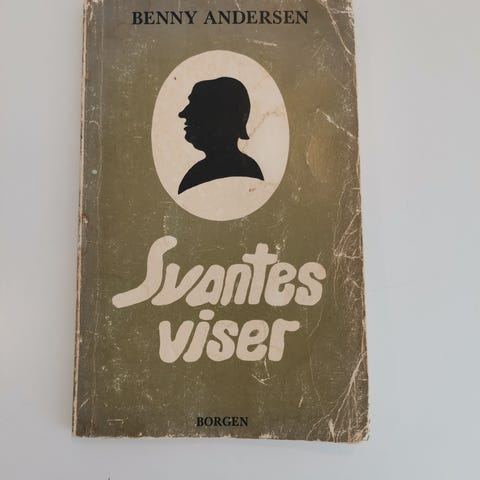 BENNY ANDERSEN
Svantes
viser
BORGEN